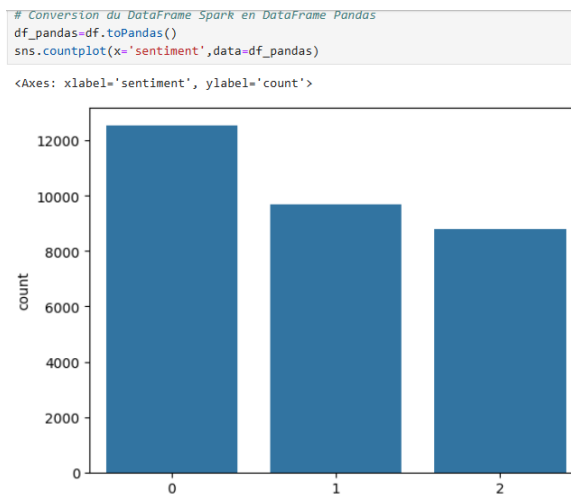 # Conversion du DataFrame Spark en DataFrame Pandas
df_pandas=df.toPandas()
sns.countplot(x='sentiment',data=df_pandas)
<Axes: xlabel='sentiment', ylabel='count'>
12000
10000
8000
6000
4000
2000
0
count
0 1 2